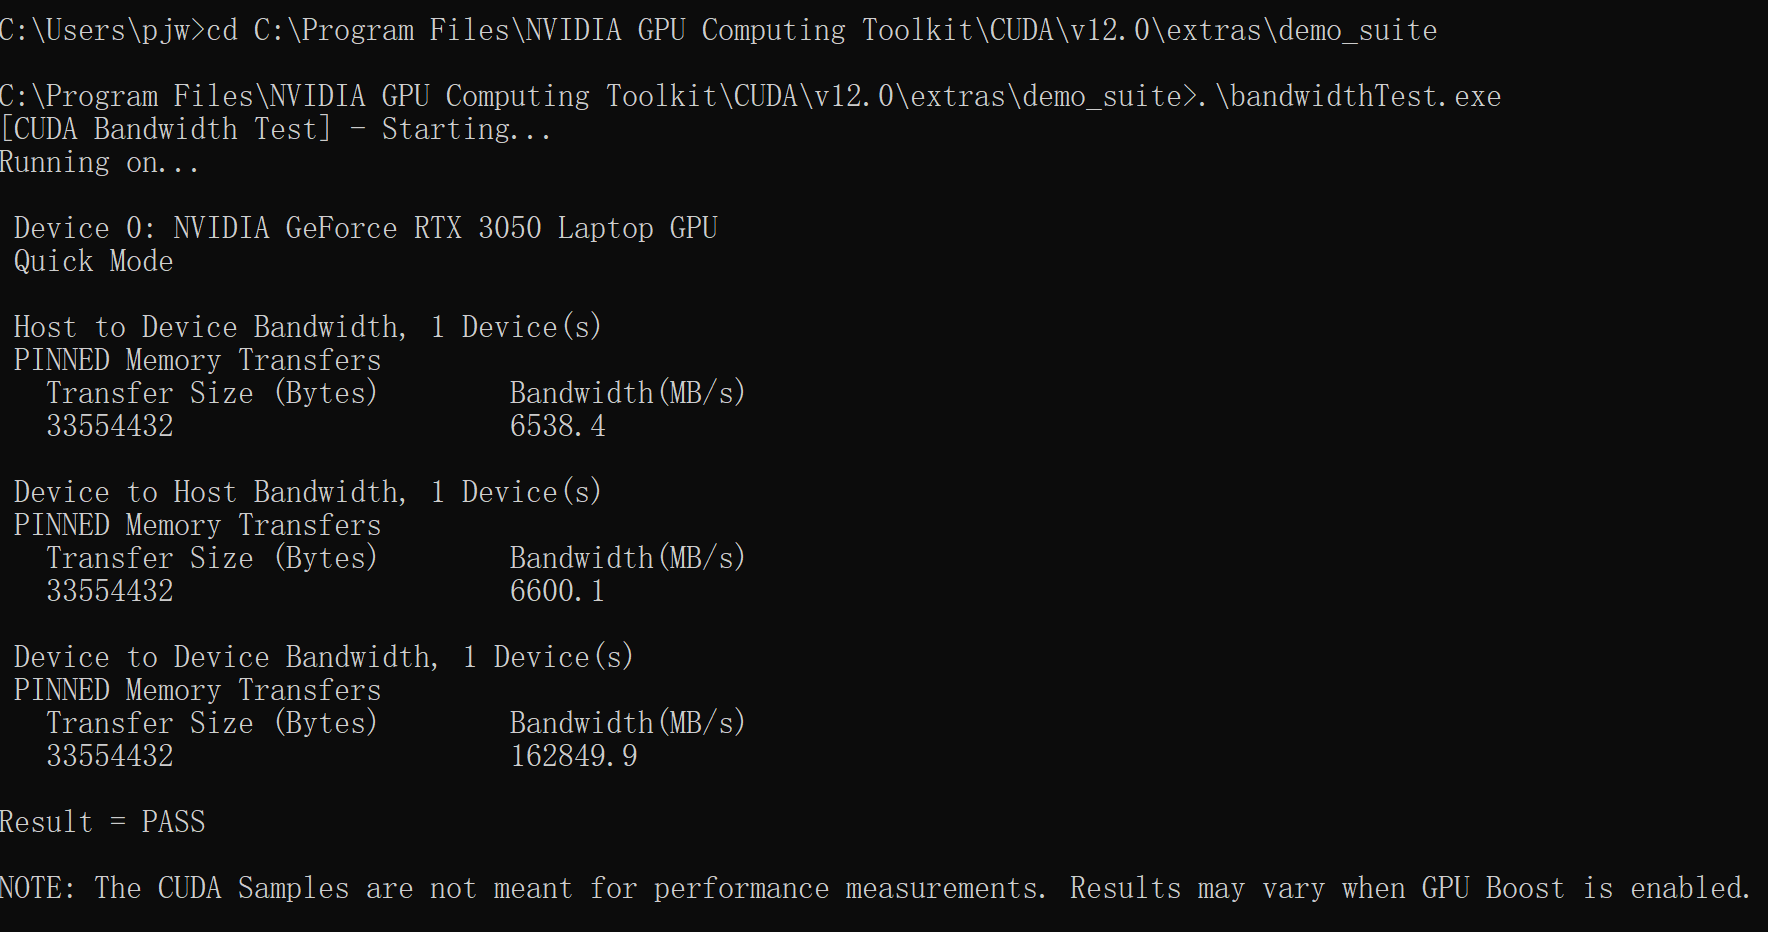 C:\Users\pjw>cd C:\Program Files\NVIDIA GPU Computing Toolkit\CUDA\v12.0\extras\demo_suite
C:\Program Files\NVIDIA GPU Computing Toolkit\CUDA\v12.0\extras\demo_suite>.\bandwidthTest.exe
[CUDA Bandwidth Test] - Starting...
Running on...
Device 0: NVIDIA GeForce RTX 3050 Laptop GPU
Quick Mode
Host to Device Bandwidth, 1 Device(s)
PINNED Memory Transfers
Transfer Size (Bytes) Bandwidth(MB/s)
33554432 6538.4
Device to Host Bandwidth, 1 Device(s)
PINNED Memory Transfers
Transfer Size (Bytes) Bandwidth(MB/s)
33554432 6600.1
Device to Device Bandwidth, 1 Device(s)
PINNED Memory Transfers
Transfer Size (Bytes) Bandwidth(MB/s)
33554432 162849.9
Result = PASS
NOTE: The CUDA Samples are not meant for performance measurements. Results may vary when GPU Boost is enabled.